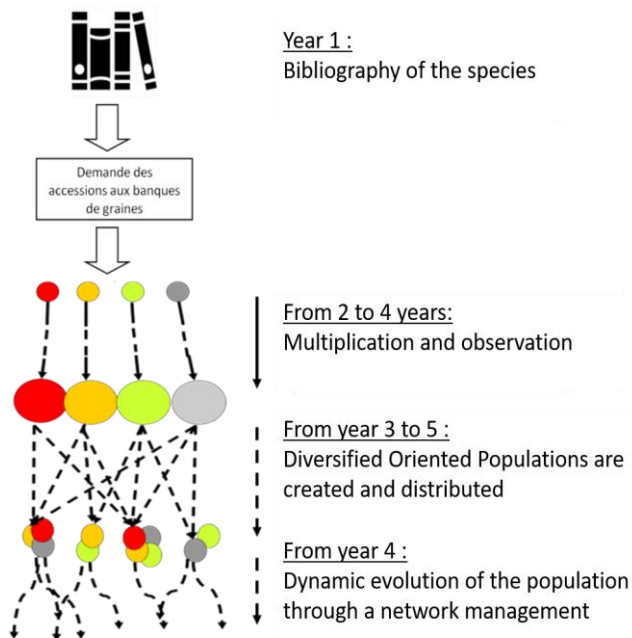 Year 1 :
Bibliography of the species
Demande des
accessions aux banques
de graines
From 2 to 4 years:
Multiplication and observation
From year 3 to 5 :
Diversified Oriented Populations are
created and distributed
From year 4 :
Dynamic evolution of the population
through a network management